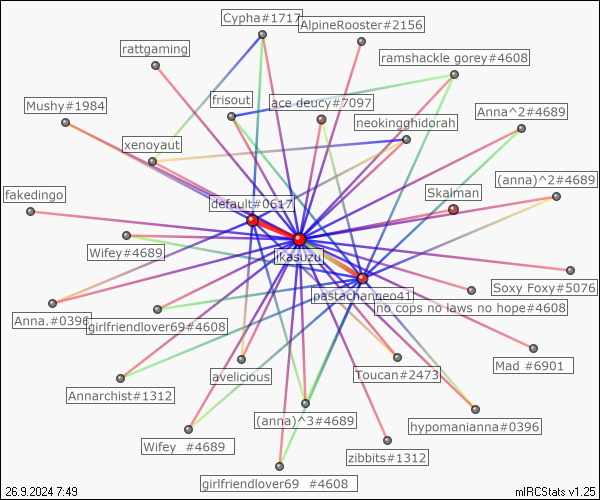 Cypha#1717
AlpineRooster#2156
rattgaming
ramshackle gorey#4608
Mushy#1984
frisout
ace deucy#7097
Anna^2#4689
neokingghidorah
xenoyaut
(anna)^2#4689
fakedingo
Skalman
default#0617
Wifey#4689
ikasuzu
Soxy Foxy#5076
pastachangeo41
no cops no laws no hope#4608
Anna.#0396
girlfriendlover69#4608
Mad #6901
Toucan#2473
avelicious
Annarchist#1312
(anna)^3#4689
hypomanianna#0396
Wifey #4689
zibbits#1312
girlfriendlover69 #4608
26.9.2024 7:49
mIRCStats v1.25